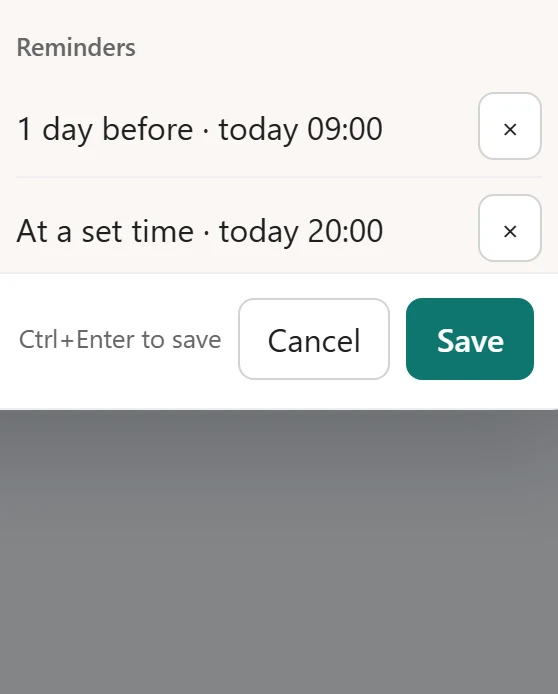 Reminders
1 day before · today 09:00
×
At a set time · today 20:00
×
Ctrl+Enter to save
Cancel
Save